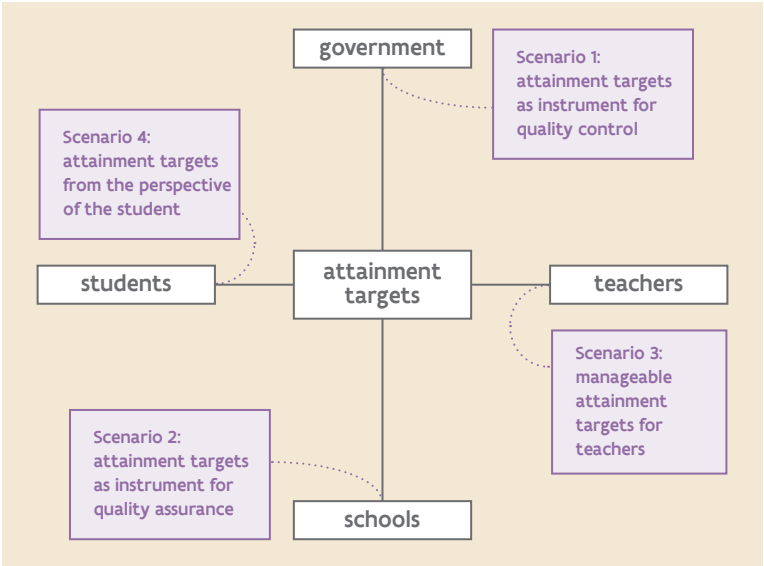 government
Scenario 1:
attainment targets
as instrument for
quality control
Scenario 4:
attainment targets
from the perspective
of the student
students
attainment
targets
teachers
Scenario 3:
manageable
attainment
targets for
teachers
Scenario 2:
attainment targets
as instrument for
quality assurance
schools